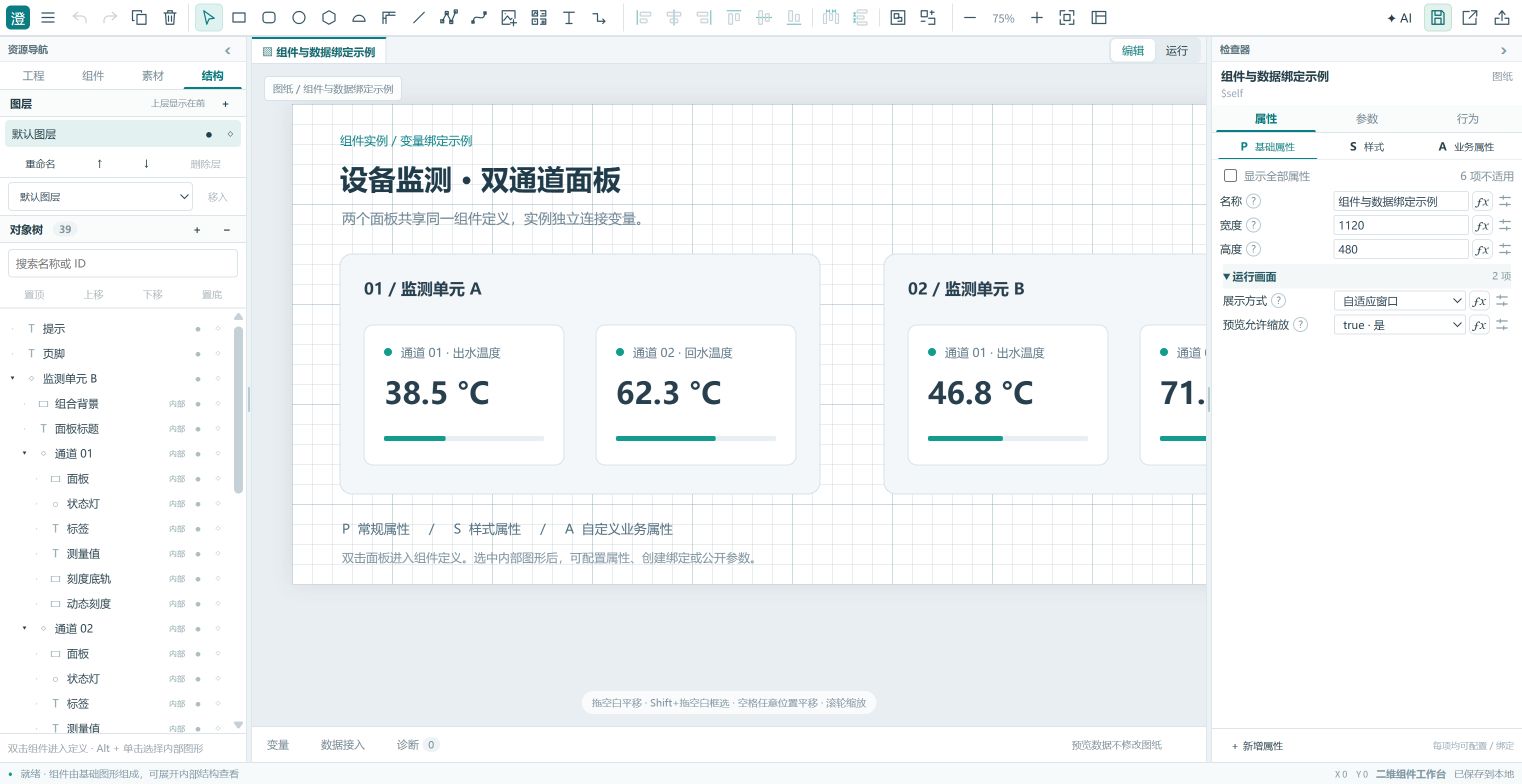 澄
75%
AI
资源导航
组件与数据绑定示例
编辑 运行
检查器
工程 组件 素材 结构
图层 上层显示在前 +
默认图层
重命名 ↑ ↓ 删除层
默认图层 移入
对象树 39 + −
搜索名称或 ID
置顶 上移 下移 置底
T 提示
T 页脚
监测单元 B
组合背景 内部
T 面板标题 内部
通道 01 内部
面板 内部
状态灯 内部
T 标签 内部
T 测量值 内部
刻度底轨 内部
动态刻度 内部
通道 02 内部
面板 内部
状态灯 内部
T 标签 内部
T 测量值 内部
双击组件进入定义 · Alt + 单击选择内部图形
图纸 / 组件与数据绑定示例
组件实例 / 变量绑定示例
设备监测 · 双通道面板
两个面板共享同一组件定义，实例独立连接变量。
01 / 监测单元 A
通道 01 · 出水温度
38.5 °C
通道 02 · 回水温度
62.3 °C
02 / 监测单元 B
通道 01 · 出水温度
46.8 °C
通道
71.
P 常规属性 / S 样式属性 / A 自定义业务属性
双击面板进入组件定义。选中内部图形后，可配置属性、创建绑定或公开参数。
拖空白平移 · Shift+拖空白框选 · 空格任意位置平移 · 滚轮缩放
变量 数据接入 诊断 0 预览数据不修改图纸
组件与数据绑定示例 图纸
$self
属性 参数 行为
P 基础属性 S 样式 A 业务属性
显示全部属性 6 项不适用
名称 ? 组件与数据绑定示例 ƒx
宽度 ? 1120 ƒx
高度 ? 480 ƒx
▼运行画面 2 项
展示方式 ? 自适应窗口 ƒx
预览允许缩放 ? true · 是 ƒx
+ 新增属性 每项均可配置 / 绑定
就绪 · 组件由基础图形组成，可展开内部结构查看
X 0 Y 0 二维组件工作台 已保存到本地